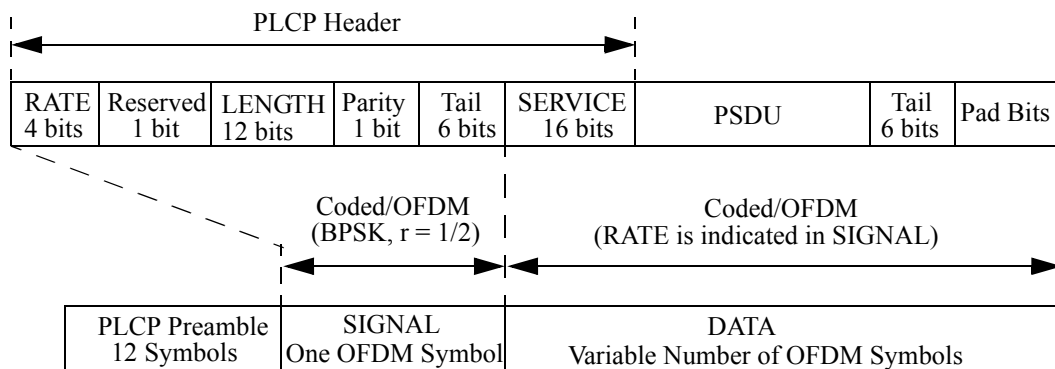 PLCP Header
RATE Reserved LENGTH Parity Tail SERVICE PSDU Tail Pad Bits
4 bits 1 bit 12 bits 1 bit 6 bits 16 bits 6 bits
Coded/OFDM Coded/OFDM
(BPSK, r = 1/2) (RATE is indicated in SIGNAL)
PLCP Preamble SIGNAL DATA
12 Symbols One OFDM Symbol Variable Number of OFDM Symbols